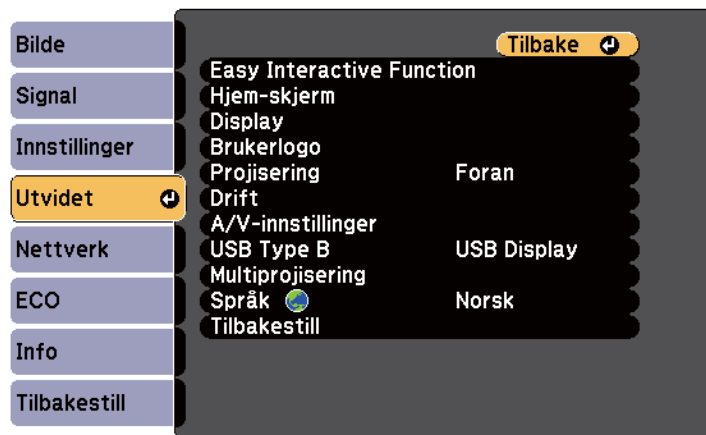 Bilde
Signal
Innstillinger
Utvidet
Nettverk
ECO
Info
Tilbakestill
Tilbake
Easy Interactive Function
Hjem-skjerm
Display
Brukerlogo
Projisering Foran
Drift
A/V-innstillinger
USB Type B USB Display
Multiprojisering
Språk Norsk
Tilbakestill